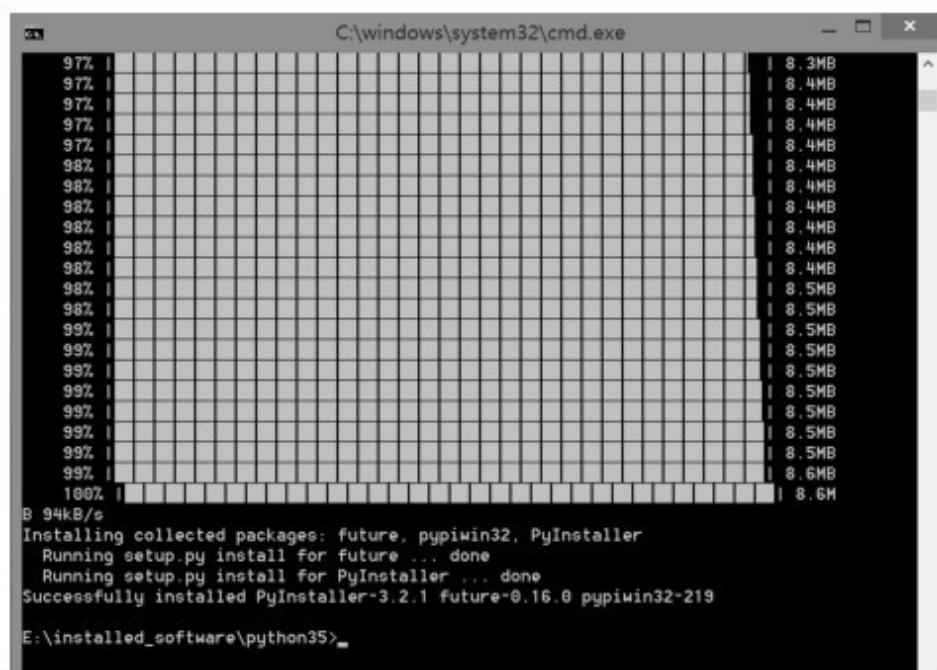 C:\windows\system32\cmd.exe
97% | | 8.3MB
97% | | 8.4MB
97% | | 8.4MB
97% | | 8.4MB
97% | | 8.4MB
98% | | 8.4MB
98% | | 8.4MB
98% | | 8.4MB
98% | | 8.4MB
98% | | 8.4MB
98% | | 8.4MB
98% | | 8.5MB
98% | | 8.5MB
99% | | 8.5MB
99% | | 8.5MB
99% | | 8.5MB
99% | | 8.5MB
99% | | 8.5MB
99% | | 8.5MB
99% | | 8.5MB
99% | | 8.6MB
100% | | 8.6M
B 94kB/s
Installing collected packages: future, pypiwin32, PyInstaller
Running setup.py install for future ... done
Running setup.py install for PyInstaller ... done
Successfully installed PyInstaller-3.2.1 future-0.16.0 pypiwin32-219
E:\installed_software\python35>_